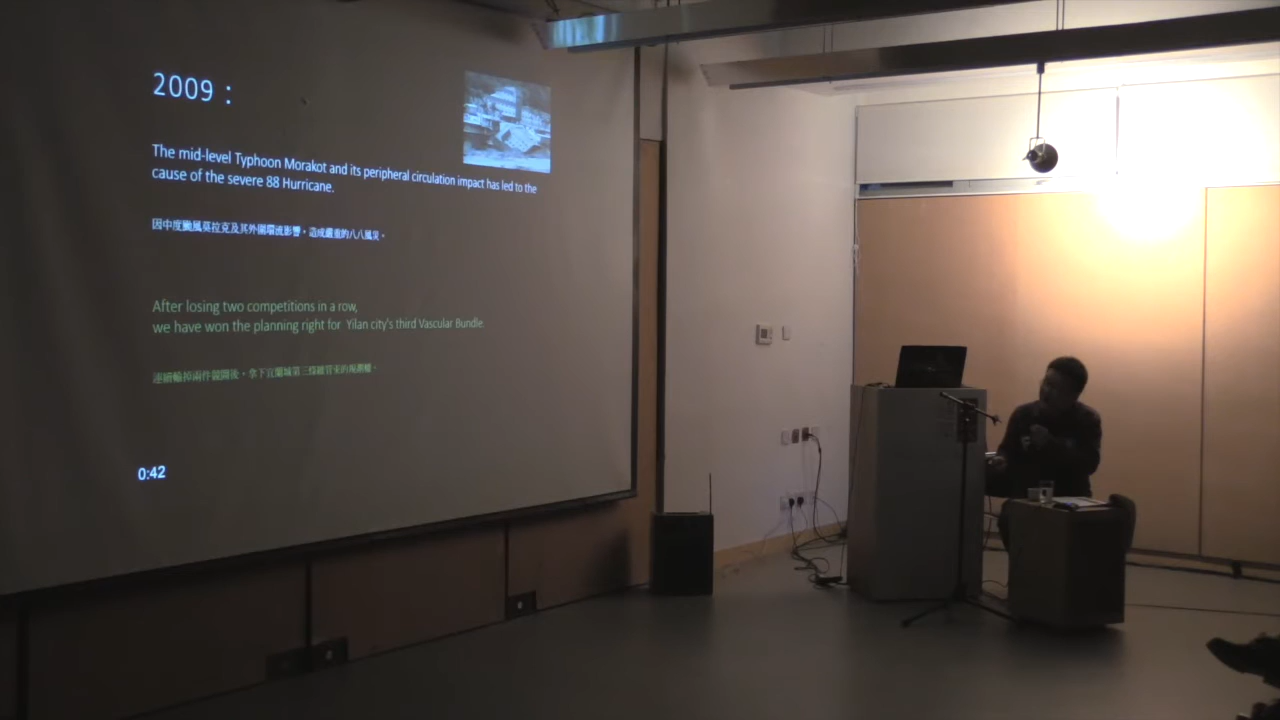 2009 :
The mid-level Typhoon Morakot and its peripheral circulation impact has led to the
cause of the severe 88 Hurricane.
因中度颱風莫拉克及其外圍環流影響，造成嚴重的八八風災。
After losing two competitions in a row,
we have won the planning right for Yilan city's third Vascular Bundle.
連續輸掉兩件競圖後，拿下宜蘭城第三條維管束的規劃權。
0:42